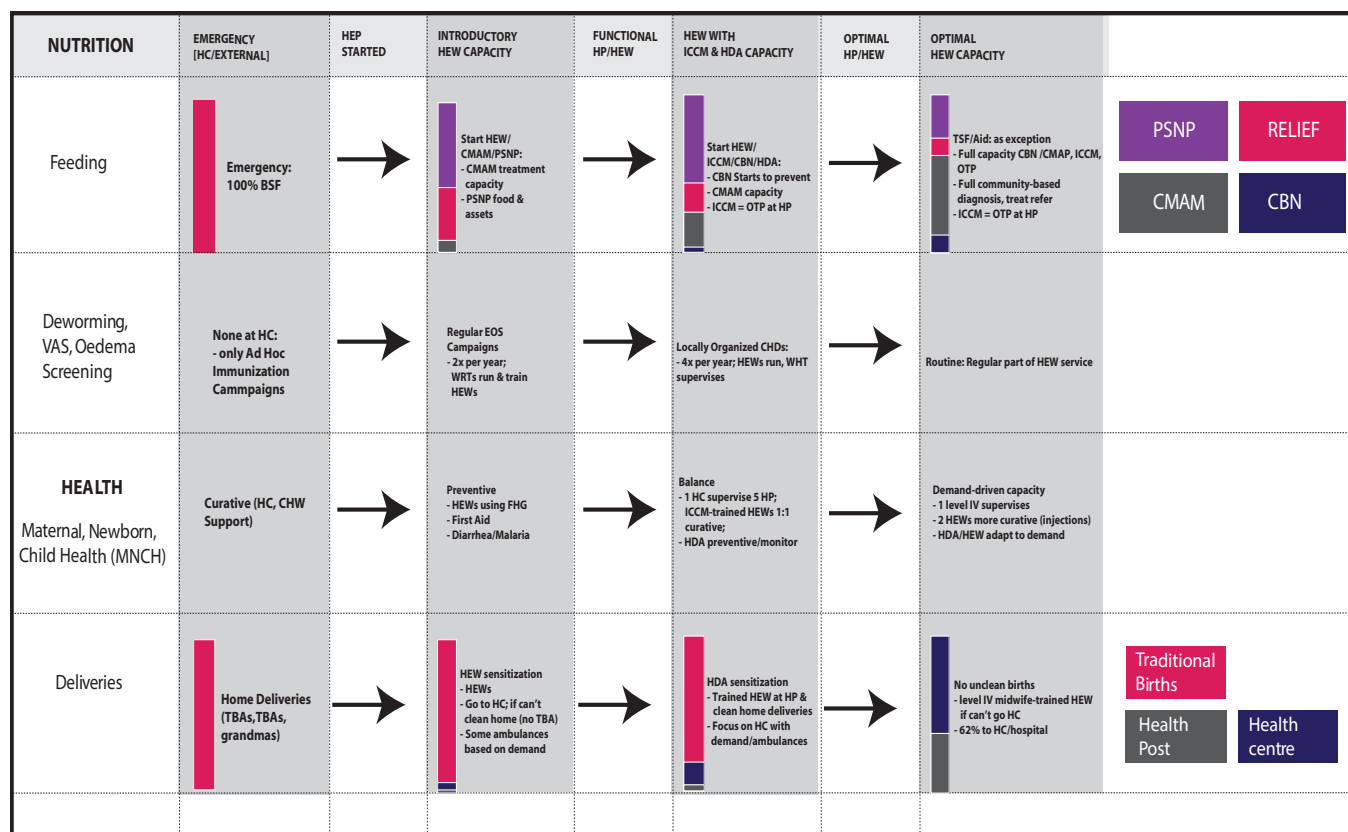 NUTRITION
EMERGENCY
[HC/EXTERNAL]
HEP
STARTED
INTRODUCTORY
HEW CAPACITY
FUNCTIONAL
HP/HEW
HEW WITH
ICCM & HDA CAPACITY
OPTIMAL
HP/HEW
OPTIMAL
HEW CAPACITY
Feeding
Emergency:
100% BSF
Start HEW/
CMAM/PSNP:
- CMAM treatment
capacity
- PSNP food &
assets
Start HEW/
ICCM/CBN/HDA:
- CBN Starts to prevent
- CMAM capacity
- ICCM = OTP at HP
TSF/Aid: as exception
- Full capacity CBN /CMAP, ICCM,
OTP
- Full community-based
diagnosis, treat refer
- ICCM = OTP at HP
PSNP
RELIEF
CMAM
CBN
Deworming,
VAS, Oedema
Screening
None at HC:
- only Ad Hoc
Immunization
Cammpaigns
Regular EOS
Campaigns
- 2x per year;
WRTs run & train
HEWs
Locally Organized CHDs:
- 4x per year; HEWs run, WHT
supervises
Routine: Regular part of HEW service
HEALTH
Maternal, Newborn,
Child Health (MNCH)
Curative (HC, CHW
Support)
Preventive
- HEWs using FHG
- First Aid
- Diarrhea/Malaria
Balance
- 1 HC supervise 5 HP;
ICCM-trained HEWs 1:1
curative;
- HDA preventive/monitor
Demand-driven capacity
- 1 level IV supervises
- 2 HEWs more curative (injections)
- HDA/HEW adapt to demand
Deliveries
Home Deliveries
(TBAs,TBAs,
grandmas)
HEW sensitization
- HEWs
- Go to HC; if can't
clean home (no TBA)
- Some ambulances
based on demand
HDA sensitization
- Trained HEW at HP &
clean home deliveries
- Focus on HC with
demand/ambulances
No unclean births
- level IV midwife-trained HEW
if can't go HC
- 62% to HC/hospital
Traditional
Births
Health
Post
Health
centre